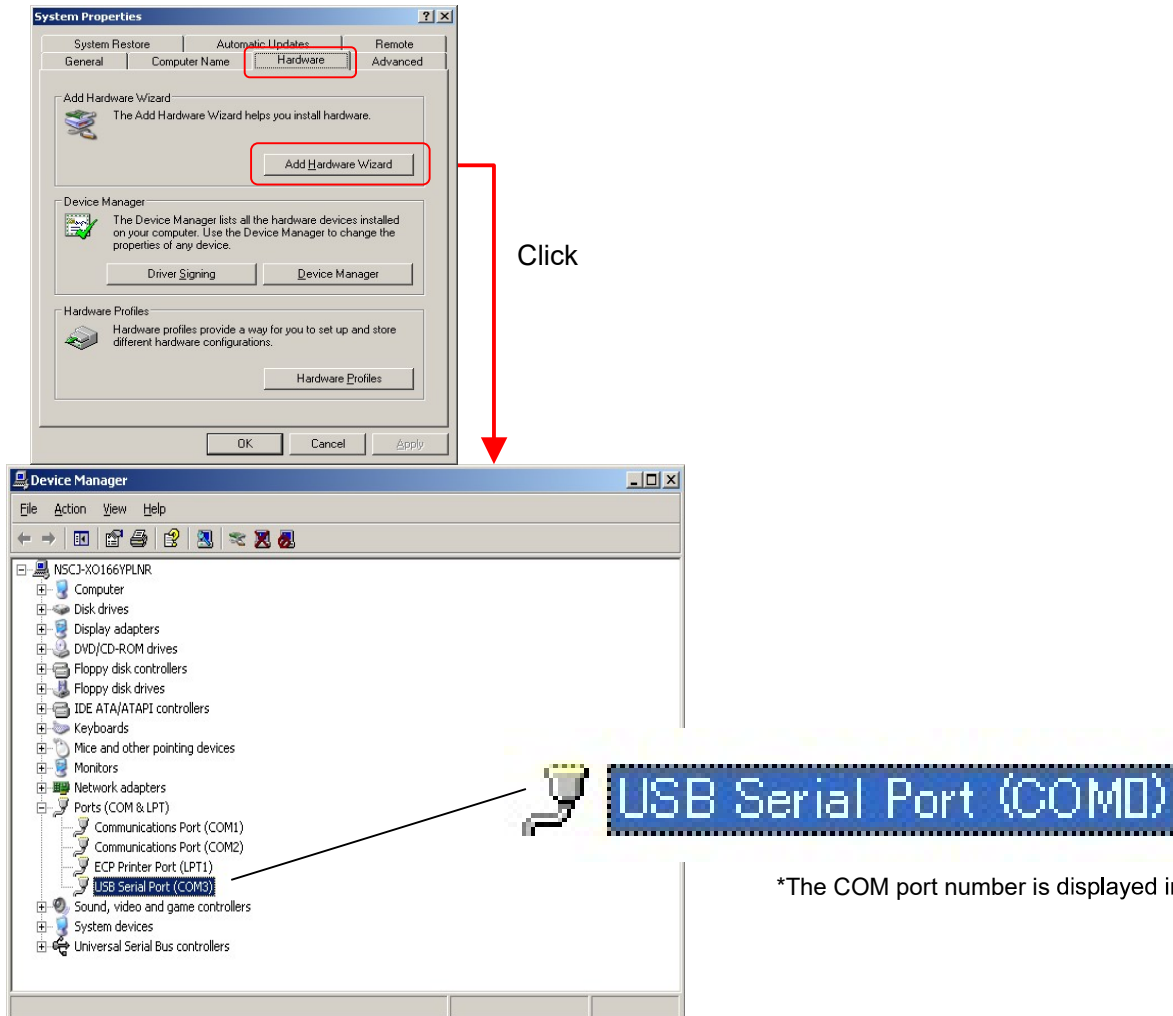 System Properties
System Restore Automatic Updates Remote
General Computer Name Hardware Advanced
Add Hardware Wizard
The Add Hardware Wizard helps you install hardware.
Add Hardware Wizard
Device Manager
The Device Manager lists all the hardware devices installed
on your computer. Use the Device Manager to change the
properties of any device.
Driver Signing Device Manager
Hardware Profiles
Hardware profiles provide a way for you to set up and store
different hardware configurations.
Hardware Profiles
OK Cancel Apply
Click
Device Manager
File Action View Help
NSCJ-XO166YPLNR
Computer
Disk drives
Display adapters
DVD/CD-ROM drives
Floppy disk controllers
Floppy disk drives
IDE ATA/ATAPI controllers
Keyboards
Mice and other pointing devices
Monitors
Network adapters
Ports (COM & LPT)
Communications Port (COM1)
Communications Port (COM2)
ECP Printer Port (LPT1)
USB Serial Port (COM3)
Sound, video and game controllers
System devices
Universal Serial Bus controllers
USB Serial Port (COM▯)
*The COM port number is displayed